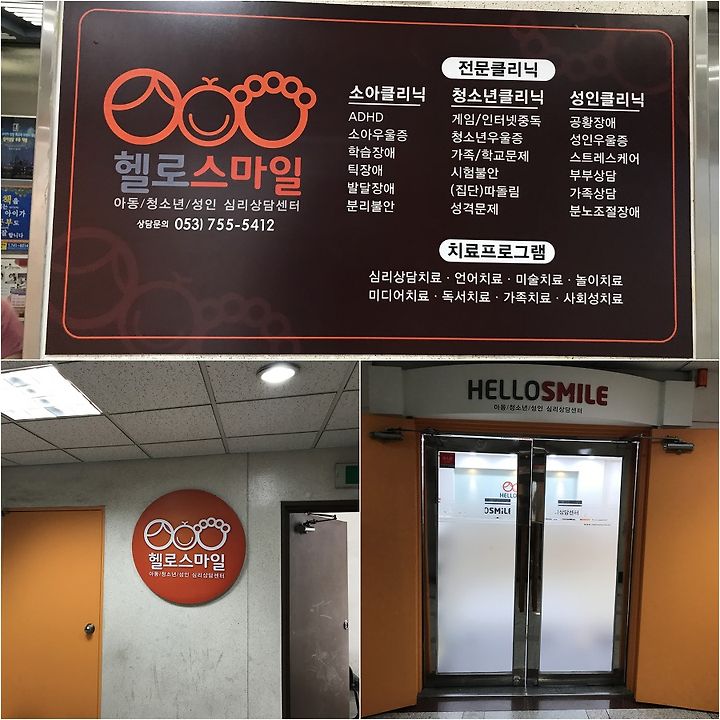 헬로스마일
아동/청소년/성인 심리상담센터
상담문의 053) 755-5412
전문클리닉
소아클리닉
ADHD
소아우울증
학습장애
틱장애
발달장애
분리불안
청소년클리닉
게임/인터넷중독
청소년우울증
가족/학교문제
시험불안
(집단)따돌림
성격문제
성인클리닉
공황장애
성인우울증
스트레스케어
부부상담
가족상담
분노조절장애
치료프로그램
심리상담치료 · 언어치료 · 미술치료 · 놀이치료
미디어치료 · 독서치료 · 가족치료 · 사회성치료
헬로스마일
아동/청소년/성인 심리상담센터
HELLOSMILE
아동/청소년/성인 심리상담센터
HELLO
OSMILE
상담센터